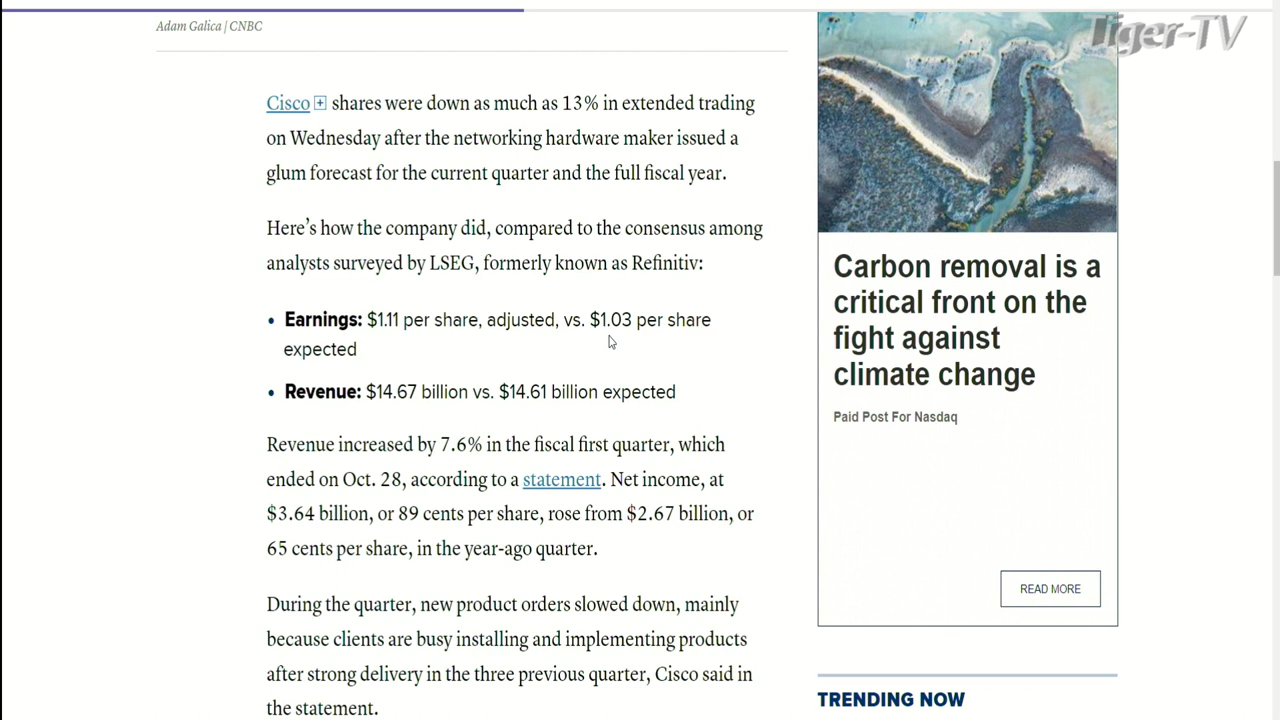 Adam Galica | CNBC
Tiger-TV
Cisco + shares were down as much as 13% in extended trading
on Wednesday after the networking hardware maker issued a
glum forecast for the current quarter and the full fiscal year.
Here’s how the company did, compared to the consensus among
analysts surveyed by LSEG, formerly known as Refinitiv:
• Earnings: $1.11 per share, adjusted, vs. $1.03 per share
expected
• Revenue: $14.67 billion vs. $14.61 billion expected
Revenue increased by 7.6% in the fiscal first quarter, which
ended on Oct. 28, according to a statement. Net income, at
$3.64 billion, or 89 cents per share, rose from $2.67 billion, or
65 cents per share, in the year-ago quarter.
During the quarter, new product orders slowed down, mainly
because clients are busy installing and implementing products
after strong delivery in the three previous quarter, Cisco said in
the statement.
Carbon removal is a
critical front on the
fight against
climate change
Paid Post For Nasdaq
READ MORE
TRENDING NOW